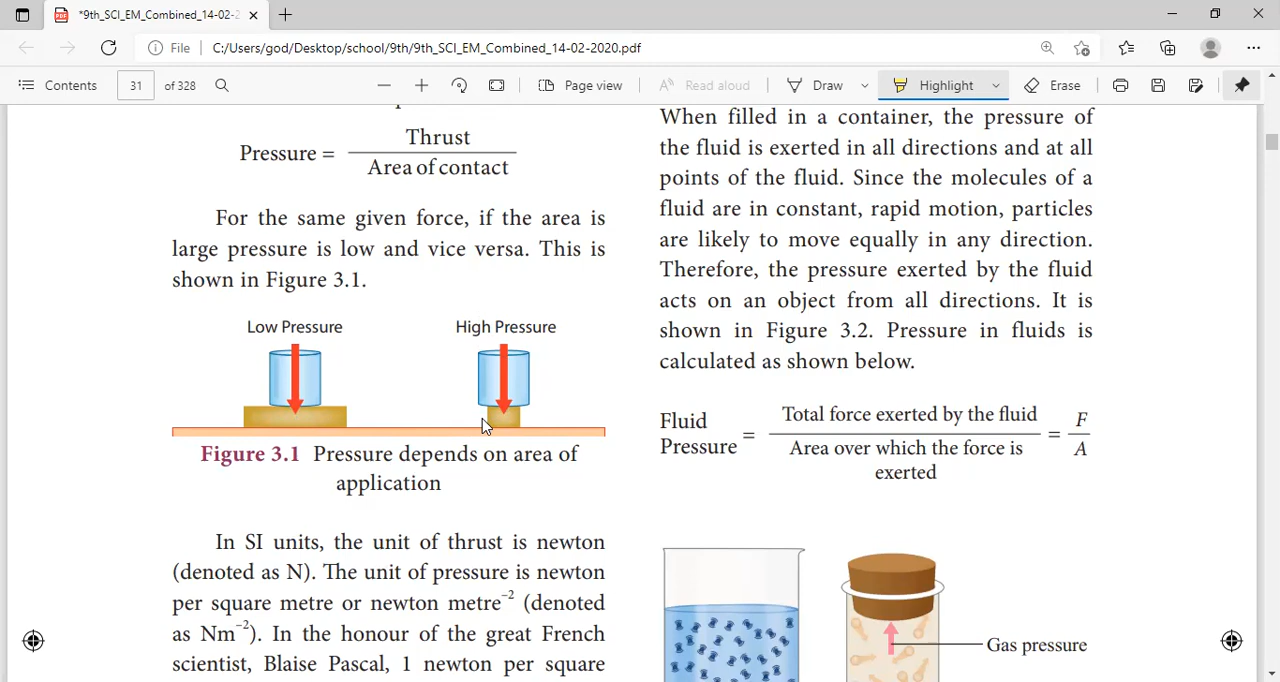 *9th_SCI_EM_Combined_14-02-2
File
C:/Users/god/Desktop/school/9th/9th_SCI_EM_Combined_14-02-2020.pdf
Contents
31
of 328
Page view
Read aloud
Draw
Highlight
Erase
Pressure = Thrust / Area of contact
For the same given force, if the area is
large pressure is low and vice versa. This is
shown in Figure 3.1.
Low Pressure
High Pressure
Figure 3.1 Pressure depends on area of
application
In SI units, the unit of thrust is newton
(denoted as N). The unit of pressure is newton
per square metre or newton metre⁻² (denoted
as Nm⁻²). In the honour of the great French
scientist, Blaise Pascal, 1 newton per square
When filled in a container, the pressure of
the fluid is exerted in all directions and at all
points of the fluid. Since the molecules of a
fluid are in constant, rapid motion, particles
are likely to move equally in any direction.
Therefore, the pressure exerted by the fluid
acts on an object from all directions. It is
shown in Figure 3.2. Pressure in fluids is
calculated as shown below.
Fluid
Pressure
=
Total force exerted by the fluid
Area over which the force is
exerted
= F / A
Gas pressure